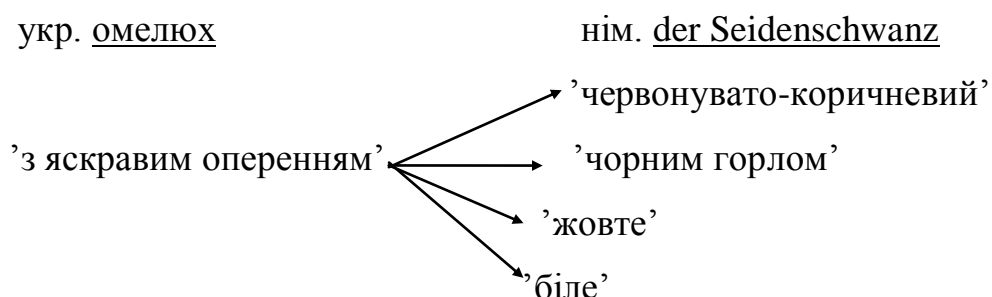 укр. омелюх нім. der Seidenschwanz
’червонувато-коричневий’
’з яскравим оперенням’ ’чорним горлом’
’жовте’
’біле’